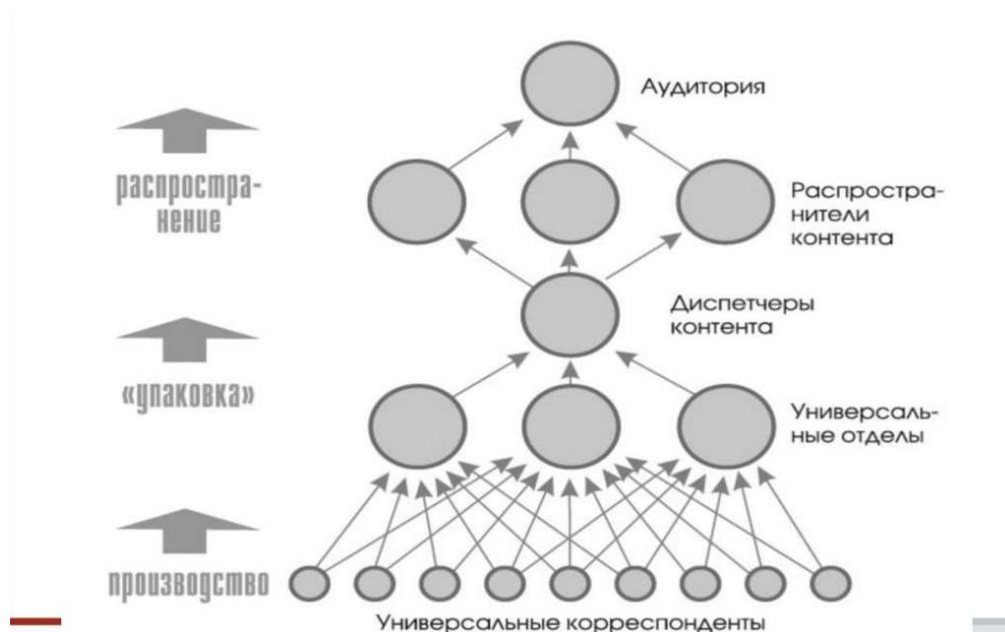 Аудитория
распростра-
нение
Распростра-
нители
контента
Диспетчеры
контента
«упаковка»
Универсаль-
ные отделы
производство
Универсальные корреспонденты